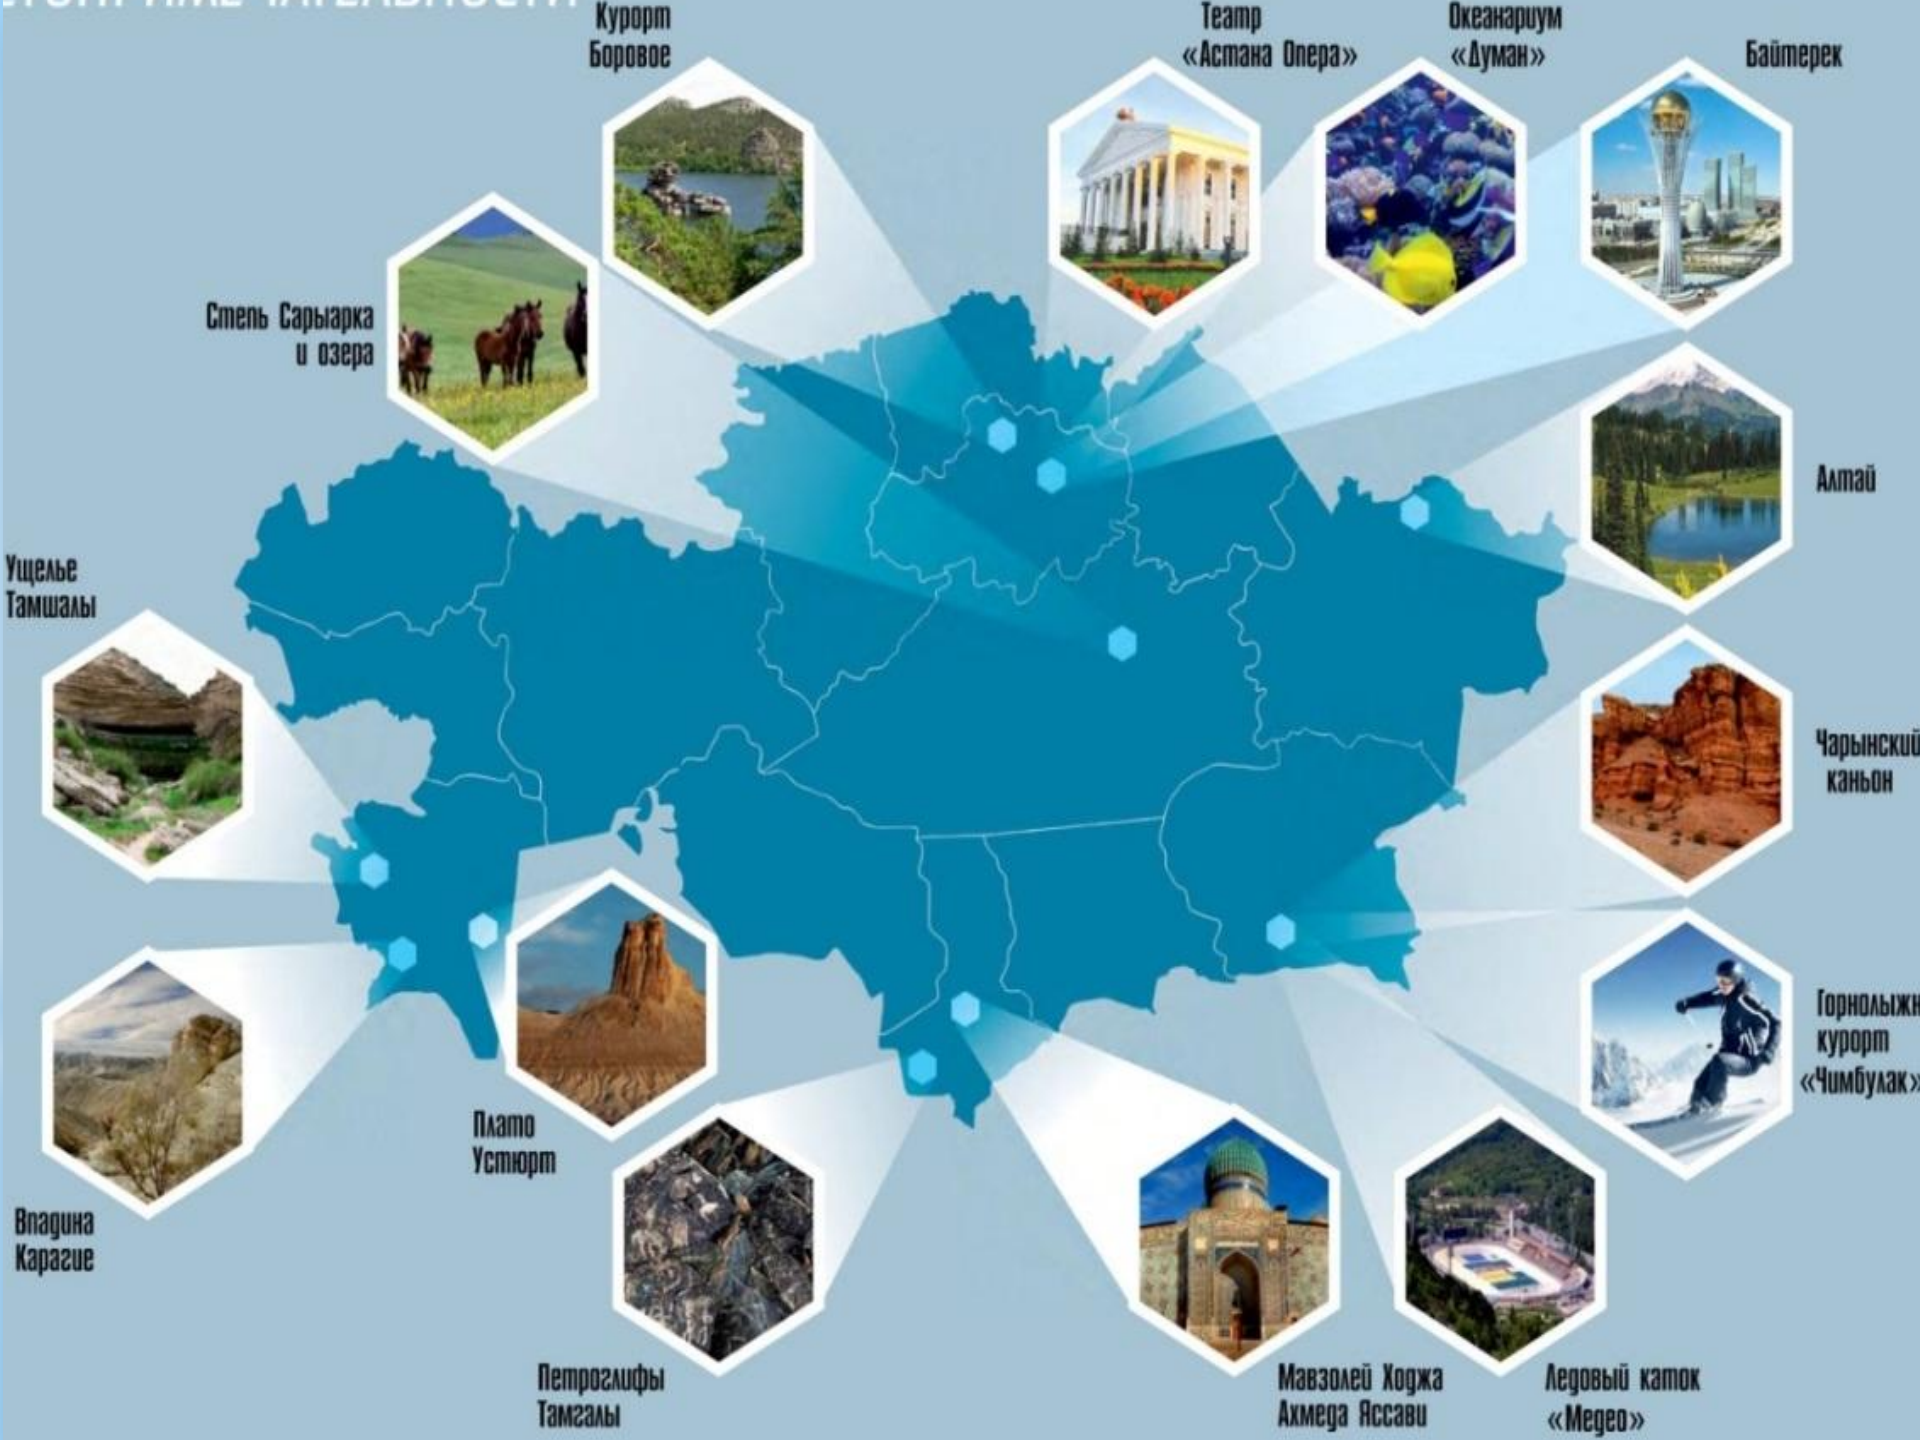 Курорт
Боровое
Театр
«Астана Опера»
Океанариум
«Думан»
Байтерек
Степь Сарыарка
и озера
Алтай
Ущелье
Тамшалы
Чарынский
каньон
Горнолыжн
курорт
«Чимбулак»
Плато
Устюрт
Впадина
Карагие
Петроглифы
Тамгалы
Мавзолей Ходжа
Ахмеда Яссави
Ледовый каток
«Медео»